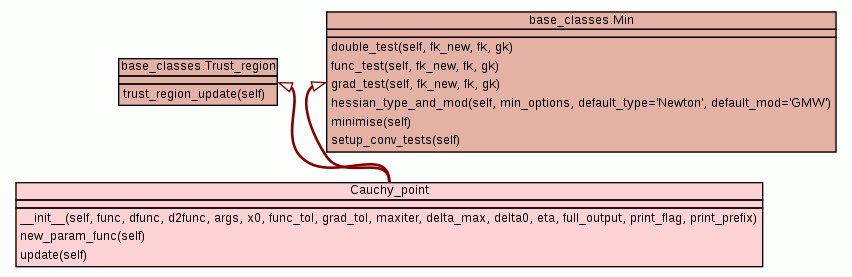 base_classes.Min
double_test(self, fk_new, fk, gk)
func_test(self, fk_new, fk, gk)
grad_test(self, fk_new, fk, gk)
hessian_type_and_mod(self, min_options, default_type='Newton', default_mod='GMW')
minimise(self)
setup_conv_tests(self)
base_classes.Trust_region
trust_region_update(self)
Cauchy_point
__init__(self, func, dfunc, d2func, args, x0, func_tol, grad_tol, maxiter, delta_max, delta0, eta, full_output, print_flag, print_prefix)
new_param_func(self)
update(self)